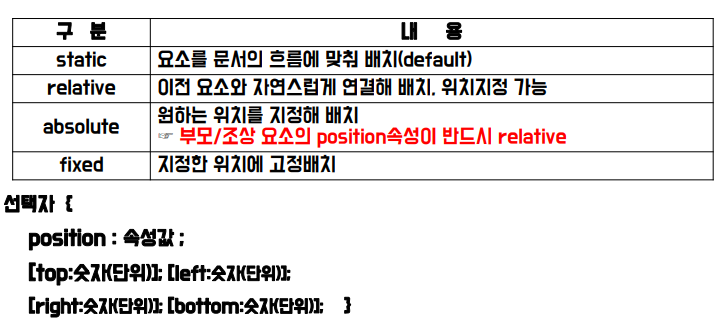 구 분 내 용
static 요소를 문서의 흐름에 맞춰 배치(default)
relative 이전 요소와 자연스럽게 연결해 배치, 위치지정 가능
absolute 원하는 위치를 지정해 배치
☞ 부모/조상 요소의 position속성이 반드시 relative
fixed 지정한 위치에 고정배치
선택자 {
position : 속성값 ;
[top:숫자(단위)]; [left:숫자(단위)];
[right:숫자(단위)]; [bottom:숫자(단위)]; }